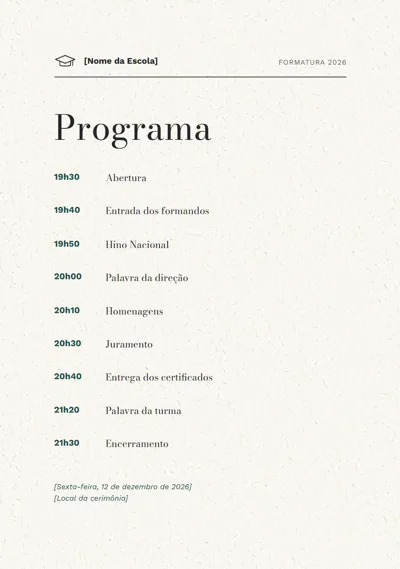 [Nome da Escola]
FORMATURA 2026
Programa
19h30 Abertura
19h40 Entrada dos formandos
19h50 Hino Nacional
20h00 Palavra da direção
20h10 Homenagens
20h30 Juramento
20h40 Entrega dos certificados
21h20 Palavra da turma
21h30 Encerramento
[Sexta-feira, 12 de dezembro de 2026]
[Local da cerimônia]